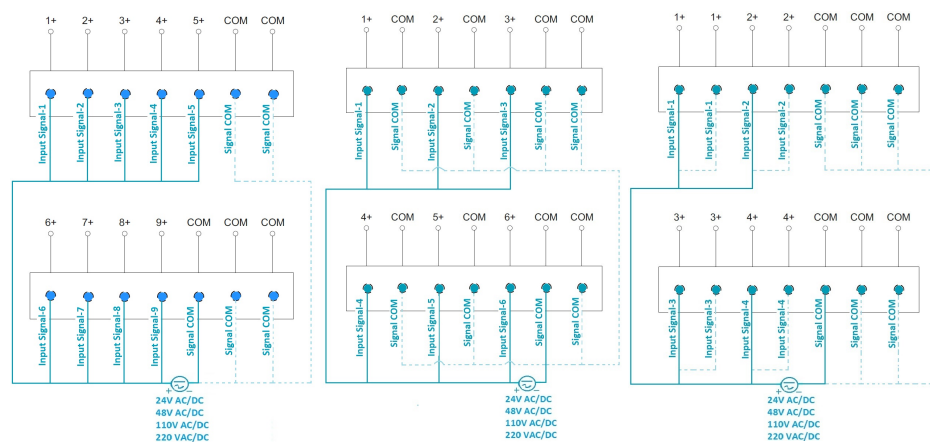 1+ 2+ 3+ 4+ 5+ COM COM
Input Signal-1
Input Signal-2
Input Signal-3
Input Signal-4
Input Signal-5
Signal COM
Signal COM
6+ 7+ 8+ 9+ COM COM COM
Input Signal-6
Input Signal-7
Input Signal-8
Input Signal-9
Signal COM
Signal COM
Signal COM
+ −
24V AC/DC
48V AC/DC
110V AC/DC
220 VAC/DC
1+ COM 2+ COM 3+ COM COM
Input Signal-1
Signal COM
Input Signal-2
Signal COM
Input Signal-3
Signal COM
Signal COM
4+ COM 5+ COM 6+ COM COM
Input Signal-4
Signal COM
Input Signal-5
Signal COM
Input Signal-6
Signal COM
Signal COM
+ −
24V AC/DC
48V AC/DC
110V AC/DC
220 VAC/DC
1+ 1+ 2+ 2+ COM COM COM
Input Signal-1
Input Signal-1
Input Signal-2
Input Signal-2
Signal COM
Signal COM
Signal COM
3+ 3+ 4+ 4+ COM COM COM
Input Signal-3
Input Signal-3
Input Signal-4
Input Signal-4
Signal COM
Signal COM
Signal COM
+ −
24V AC/DC
48V AC/DC
110V AC/DC
220 VAC/DC